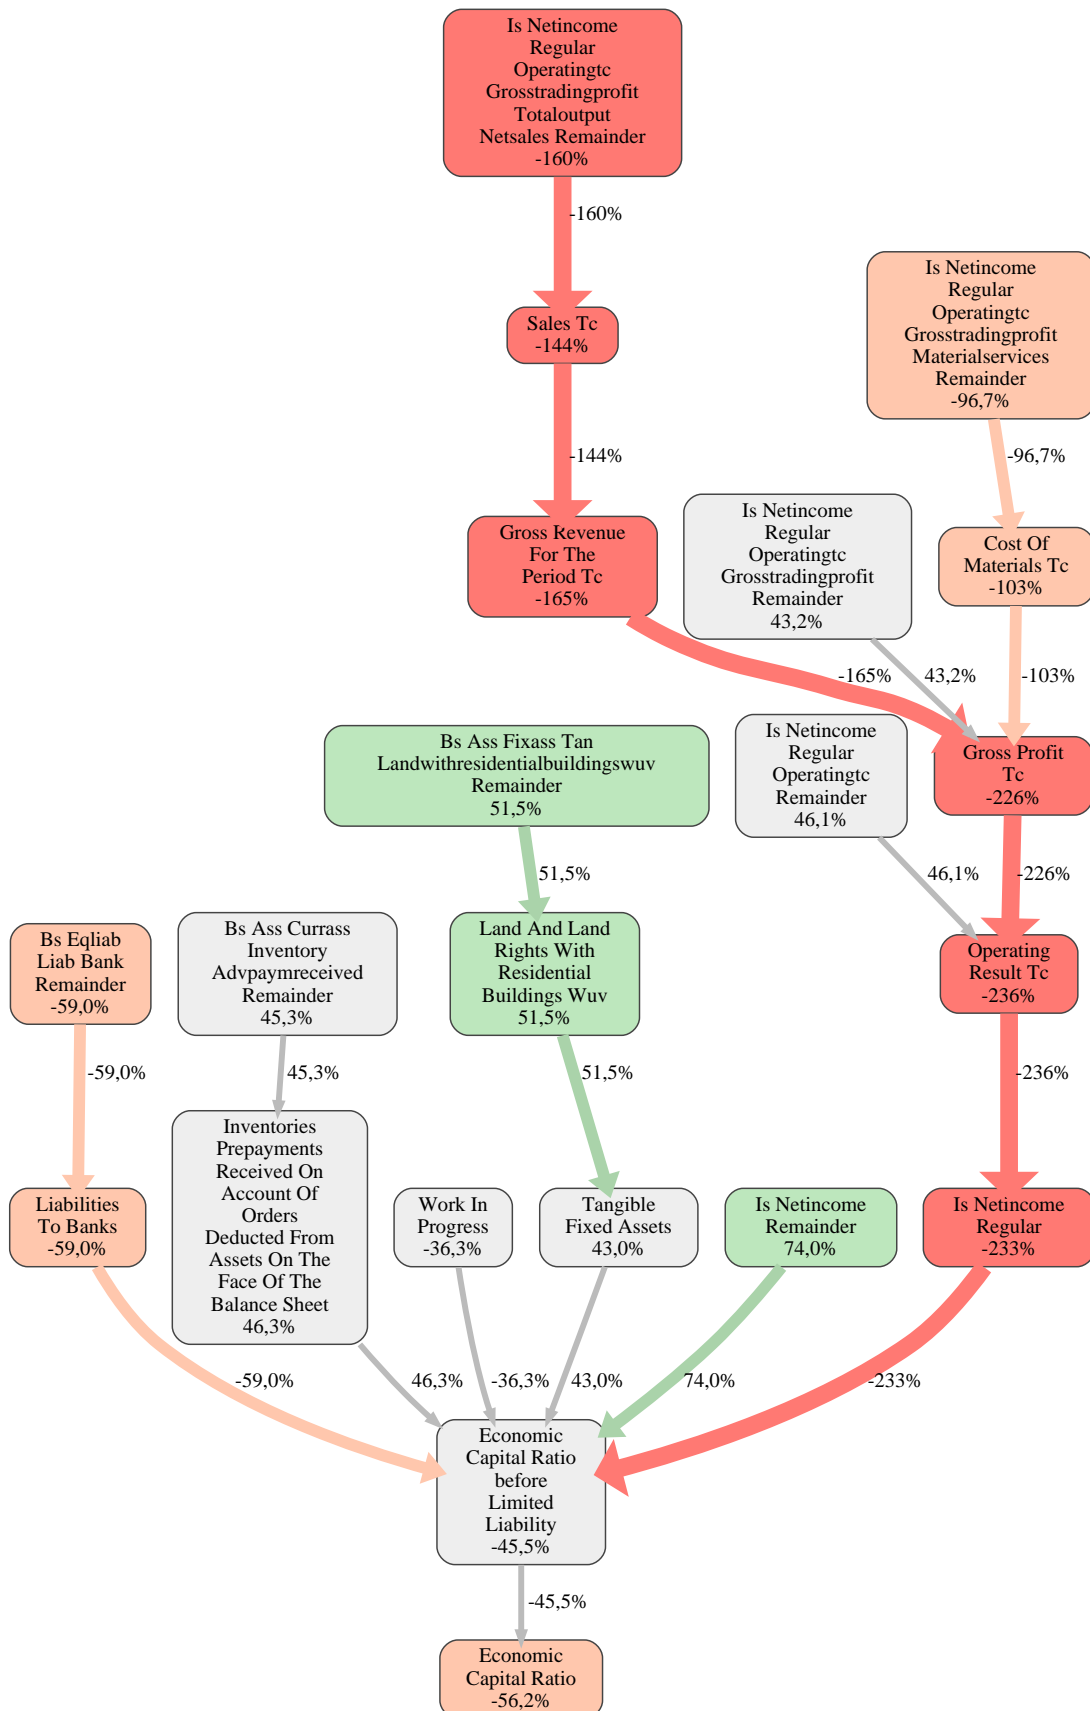 Is Netincome
Regular
Operatingtc
Grosstradingprofit
Totaloutput
Netsales Remainder
-160%
-160%
Is Netincome
Regular
Operatingtc
Grosstradingprofit
Materialservices
Remainder
-96,7%
Sales Tc
-144%
-144%
-96,7%
Gross Revenue
For The
Period Tc
-165%
Is Netincome
Regular
Operatingtc
Grosstradingprofit
Remainder
43,2%
Cost Of
Materials Tc
-103%
-165%
43,2%
-103%
Bs Ass Fixass Tan
Landwithresidentialbuildingswuv
Remainder
51,5%
Is Netincome
Regular
Operatingtc
Remainder
46,1%
Gross Profit
Tc
-226%
51,5%
46,1%
-226%
Bs Eqliab
Liab Bank
Remainder
-59,0%
Bs Ass Currass
Inventory
Advpaymreceived
Remainder
45,3%
Land And Land
Rights With
Residential
Buildings Wuv
51,5%
Operating
Result Tc
-236%
-59,0%
45,3%
51,5%
-236%
Liabilities
To Banks
-59,0%
Inventories
Prepayments
Received On
Account Of
Orders
Deducted From
Assets On The
Face Of The
Balance Sheet
46,3%
Work In
Progress
-36,3%
Tangible
Fixed Assets
43,0%
Is Netincome
Remainder
74,0%
Is Netincome
Regular
-233%
-59,0%
46,3%
-36,3%
43,0%
74,0%
-233%
Economic
Capital Ratio
before
Limited
Liability
-45,5%
-45,5%
Economic
Capital Ratio
-56,2%